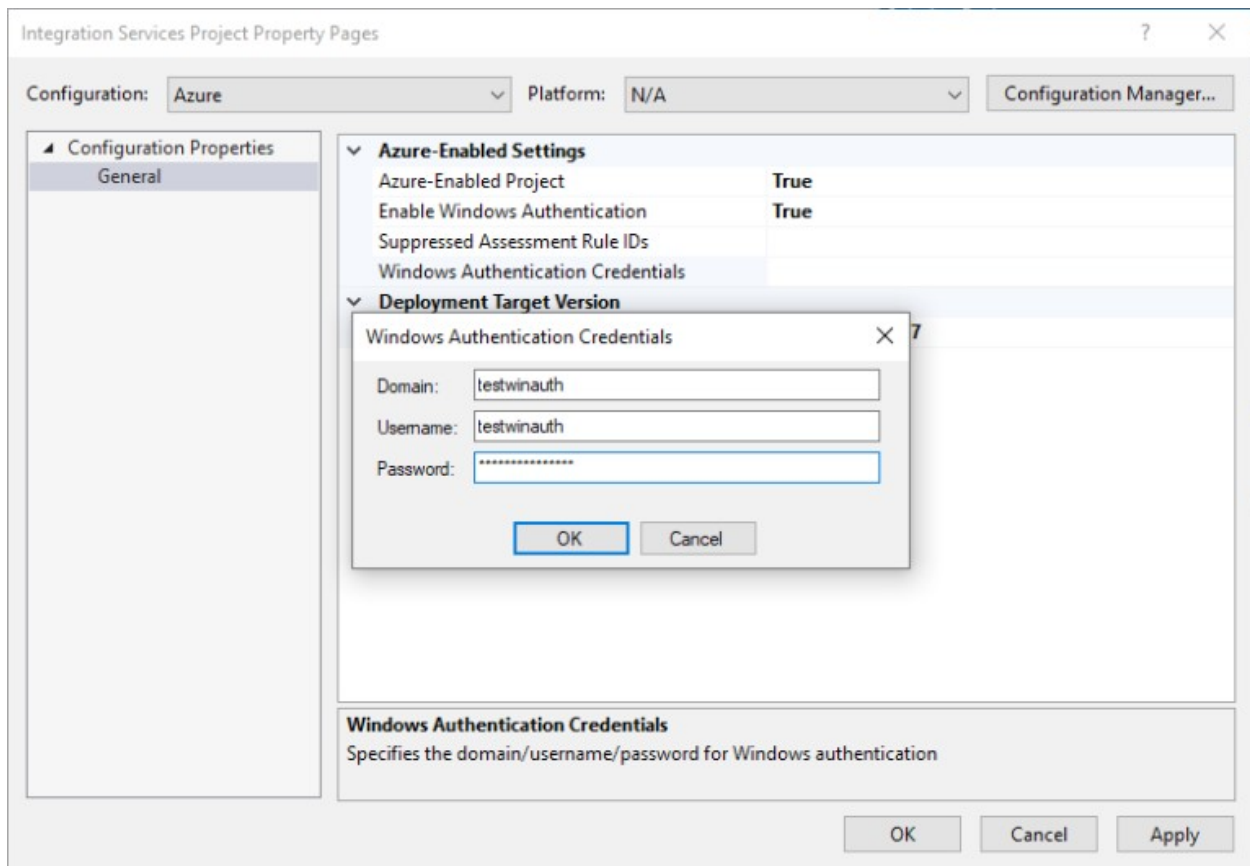 Integration Services Project Property Pages
Configuration: Azure Platform: N/A Configuration Manager...
Configuration Properties
General
Azure-Enabled Settings
Azure-Enabled Project True
Enable Windows Authentication True
Suppressed Assessment Rule IDs
Windows Authentication Credentials
Deployment Target Version
7
Windows Authentication Credentials
Domain: testwinauth
Username: testwinauth
Password: ***************
OK Cancel
Windows Authentication Credentials
Specifies the domain/username/password for Windows authentication
OK Cancel Apply